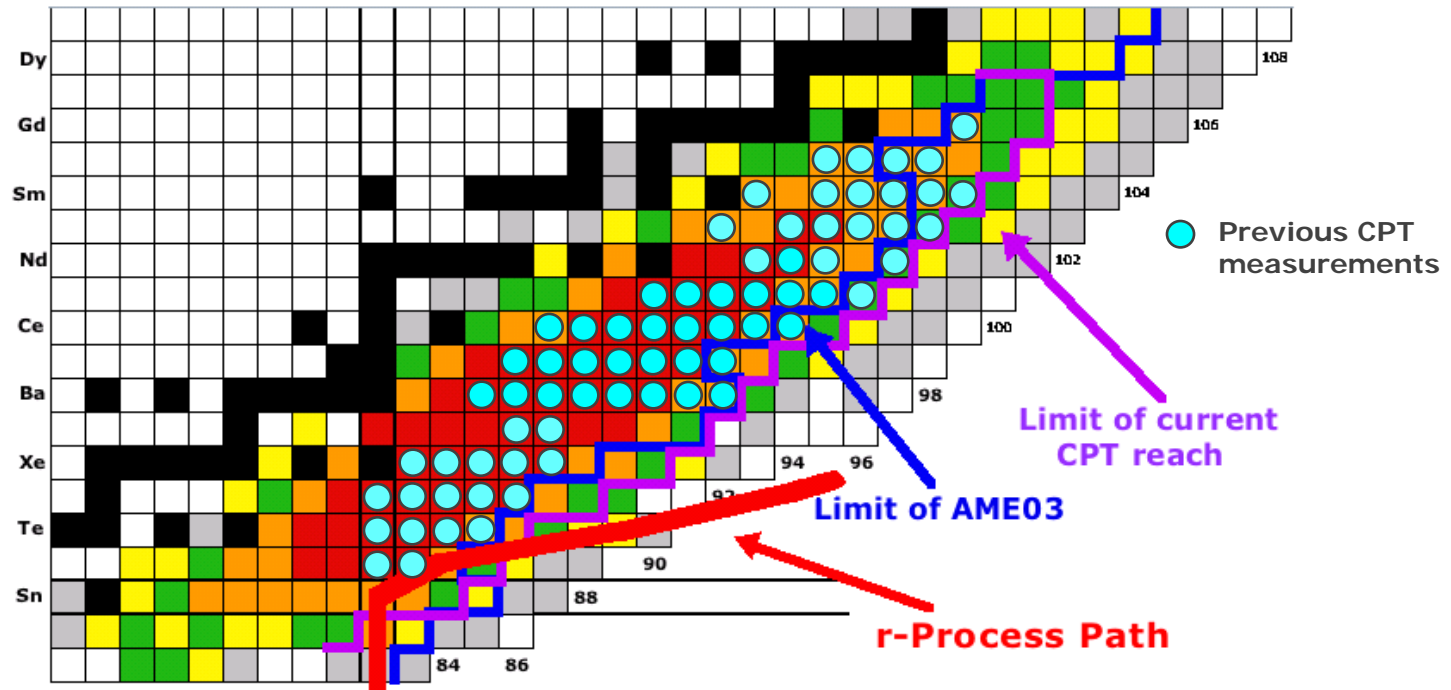 Dy
108
Gd
106
Sm
104
Previous CPT
measurements
Nd
102
Ce
100
Ba
98
Limit of current
CPT reach
Xe
94
96
92
Limit of AME03
Te
90
Sn
88
r-Process Path
84
86